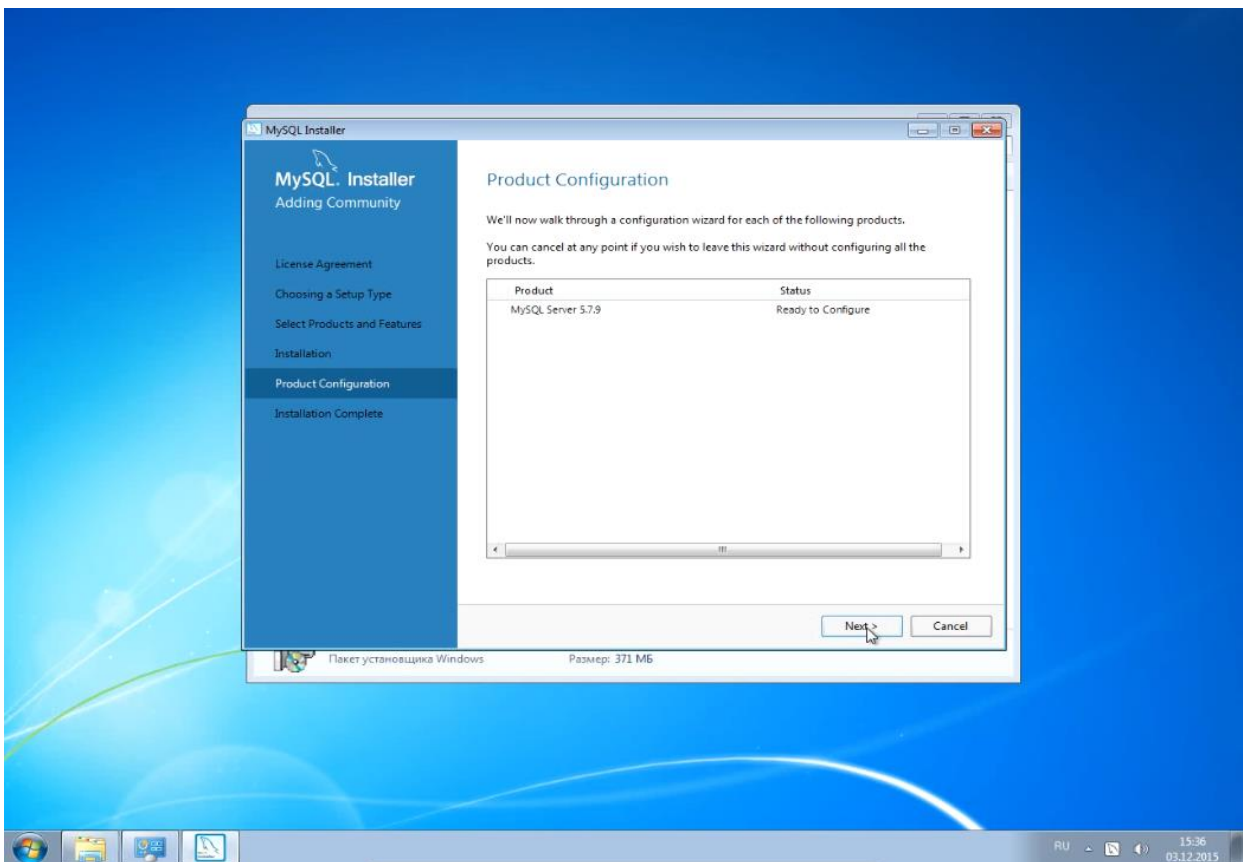 MySQL Installer
MySQL. Installer
Adding Community
License Agreement
Choosing a Setup Type
Select Products and Features
Installation
Product Configuration
Installation Complete
Product Configuration
We'll now walk through a configuration wizard for each of the following products.
You can cancel at any point if you wish to leave this wizard without configuring all the
products.
Product Status
MySQL Server 5.7.9 Ready to Configure
Next > Cancel
Пакет установщика Windows Размер: 371 МБ
RU 15:36
03.12.2015